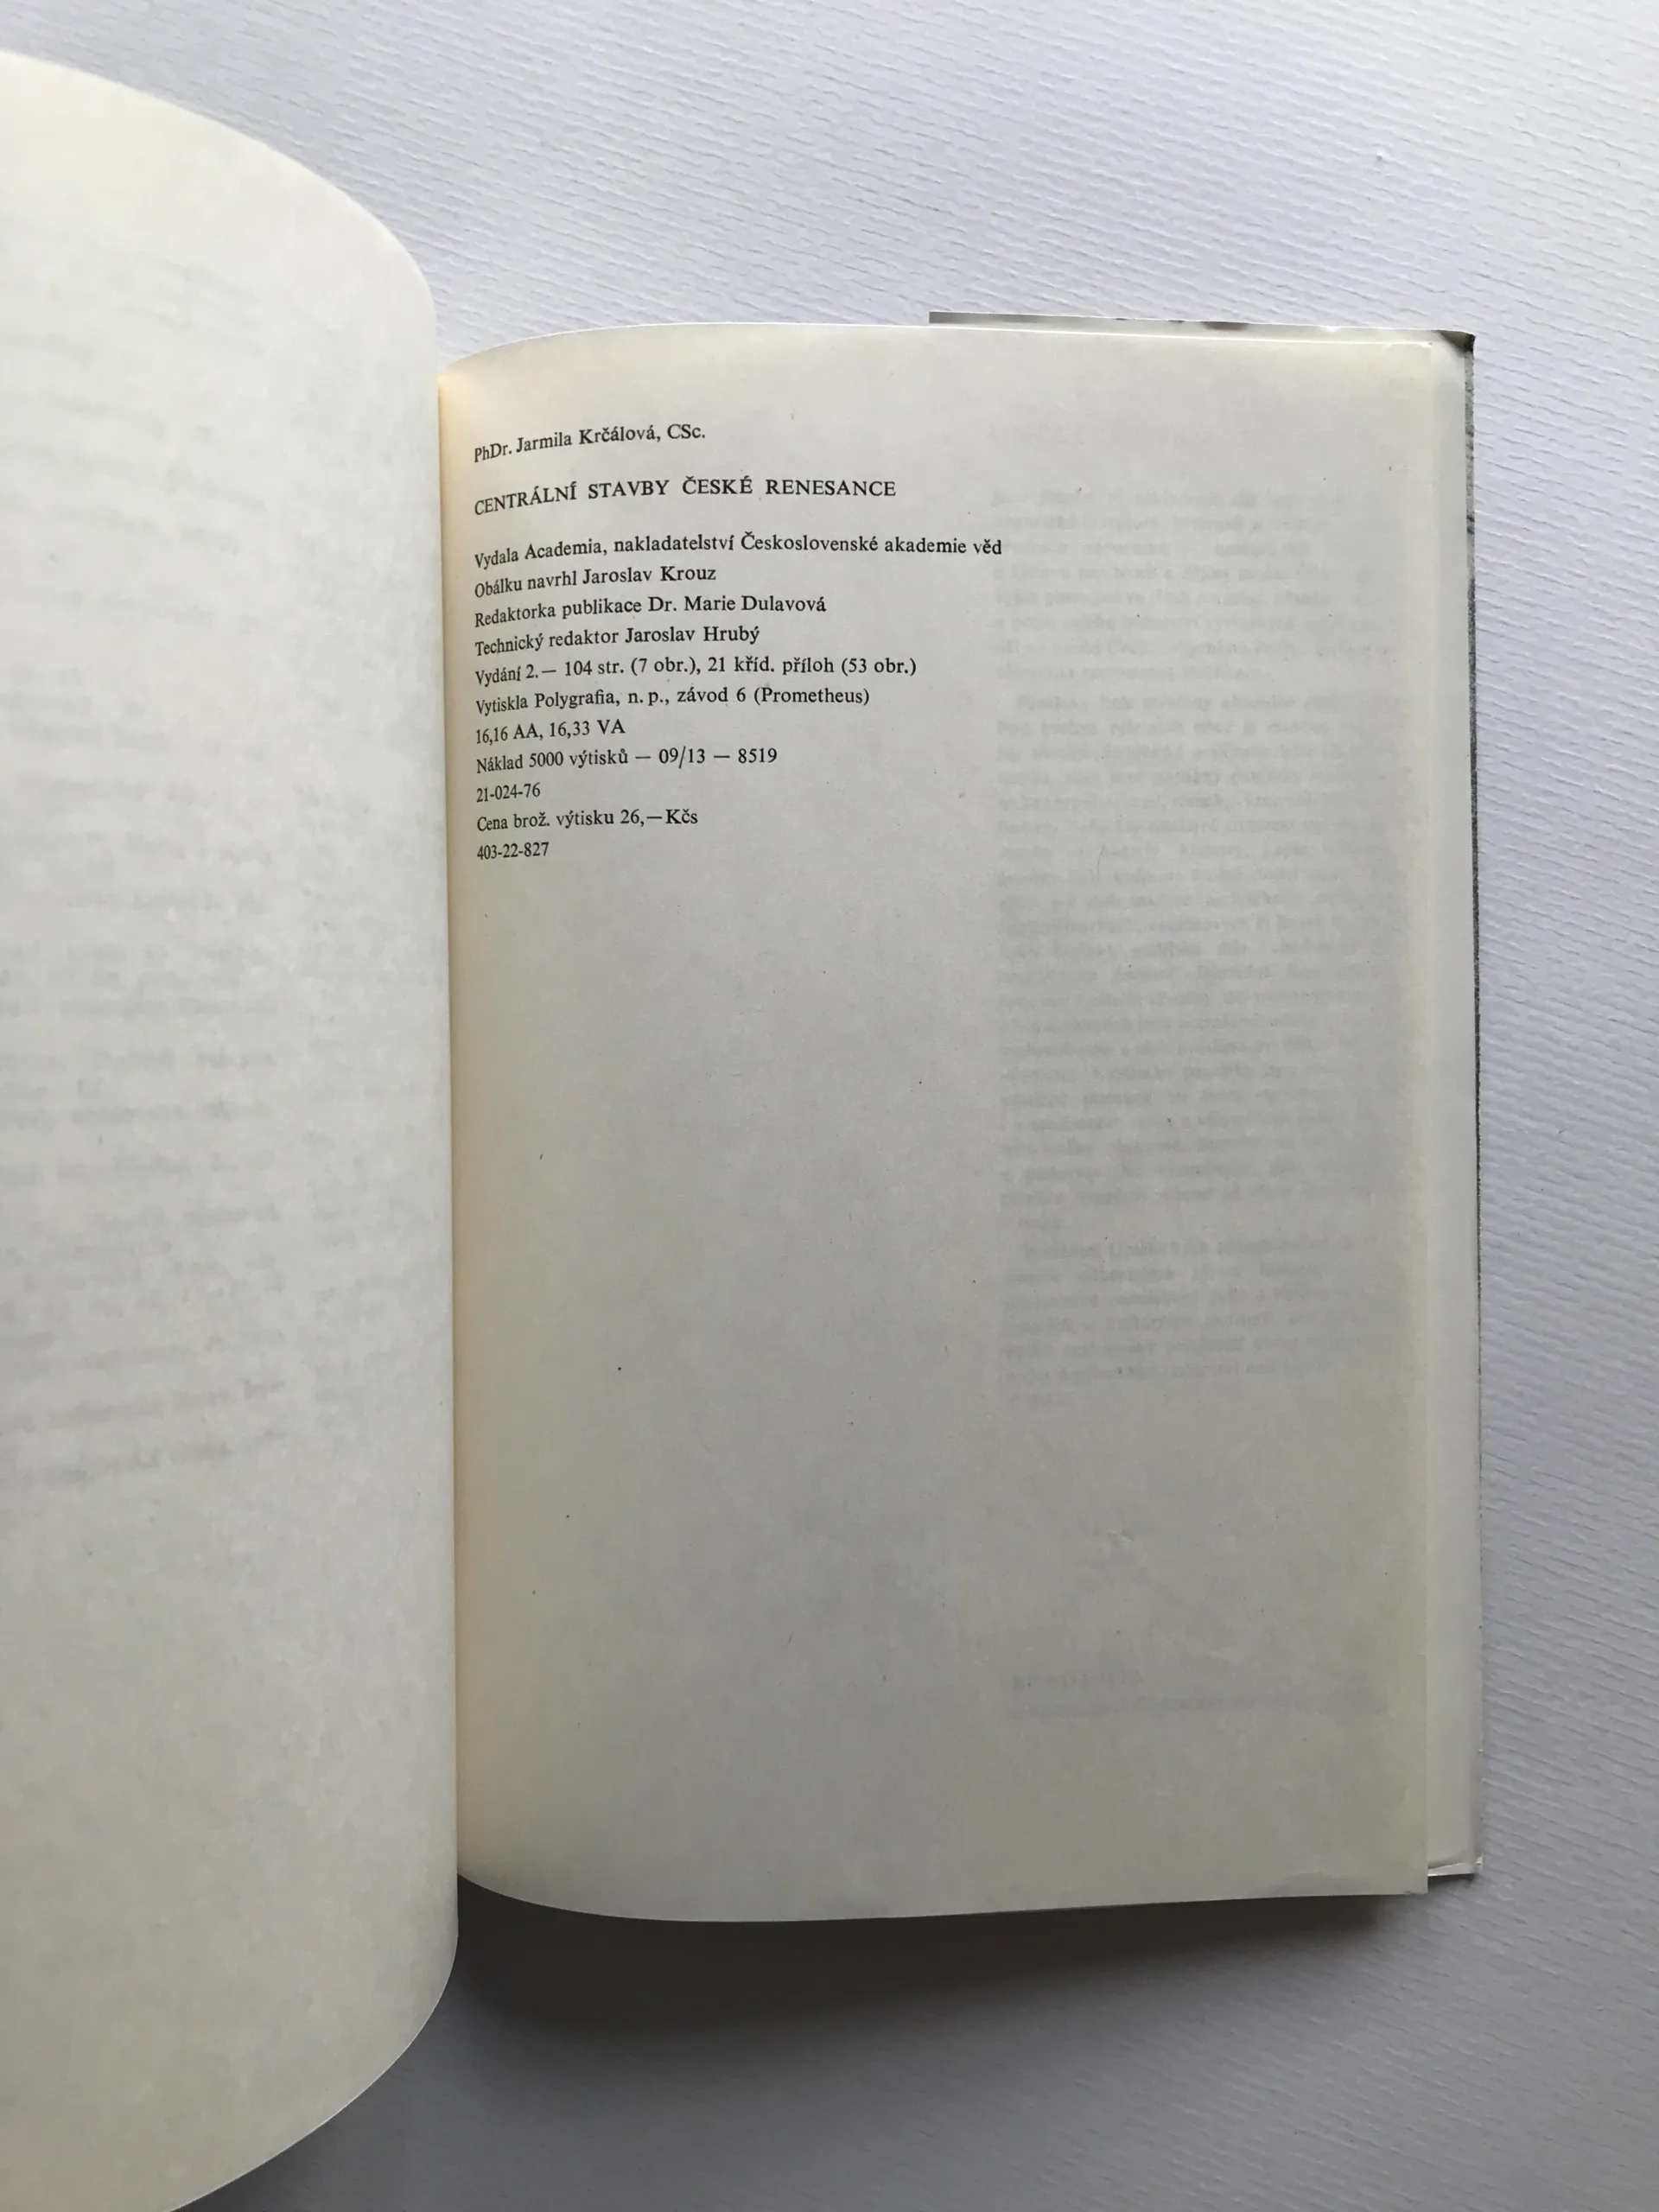 PhDr. Jarmila Krčálová, CSc.
CENTRÁLNÍ STAVBY ČESKÉ RENESANCE
Vydala Academia, nakladatelství Československé akademie věd
Obálku navrhl Jaroslav Krouz
Redaktorka publikace Dr. Marie Dulavová
Technický redaktor Jaroslav Hrubý
Vydání 2.— 104 str. (7 obr.), 21 kříd. příloh (53 obr.)
Vytiskla Polygrafia, n. p., závod 6 (Prometheus)
16,16 AA, 16,33 VA
Náklad 5000 výtisků — 09/13 — 8519
21-024-76
Cena brož. výtisku 26,—Kčs
403-22-827